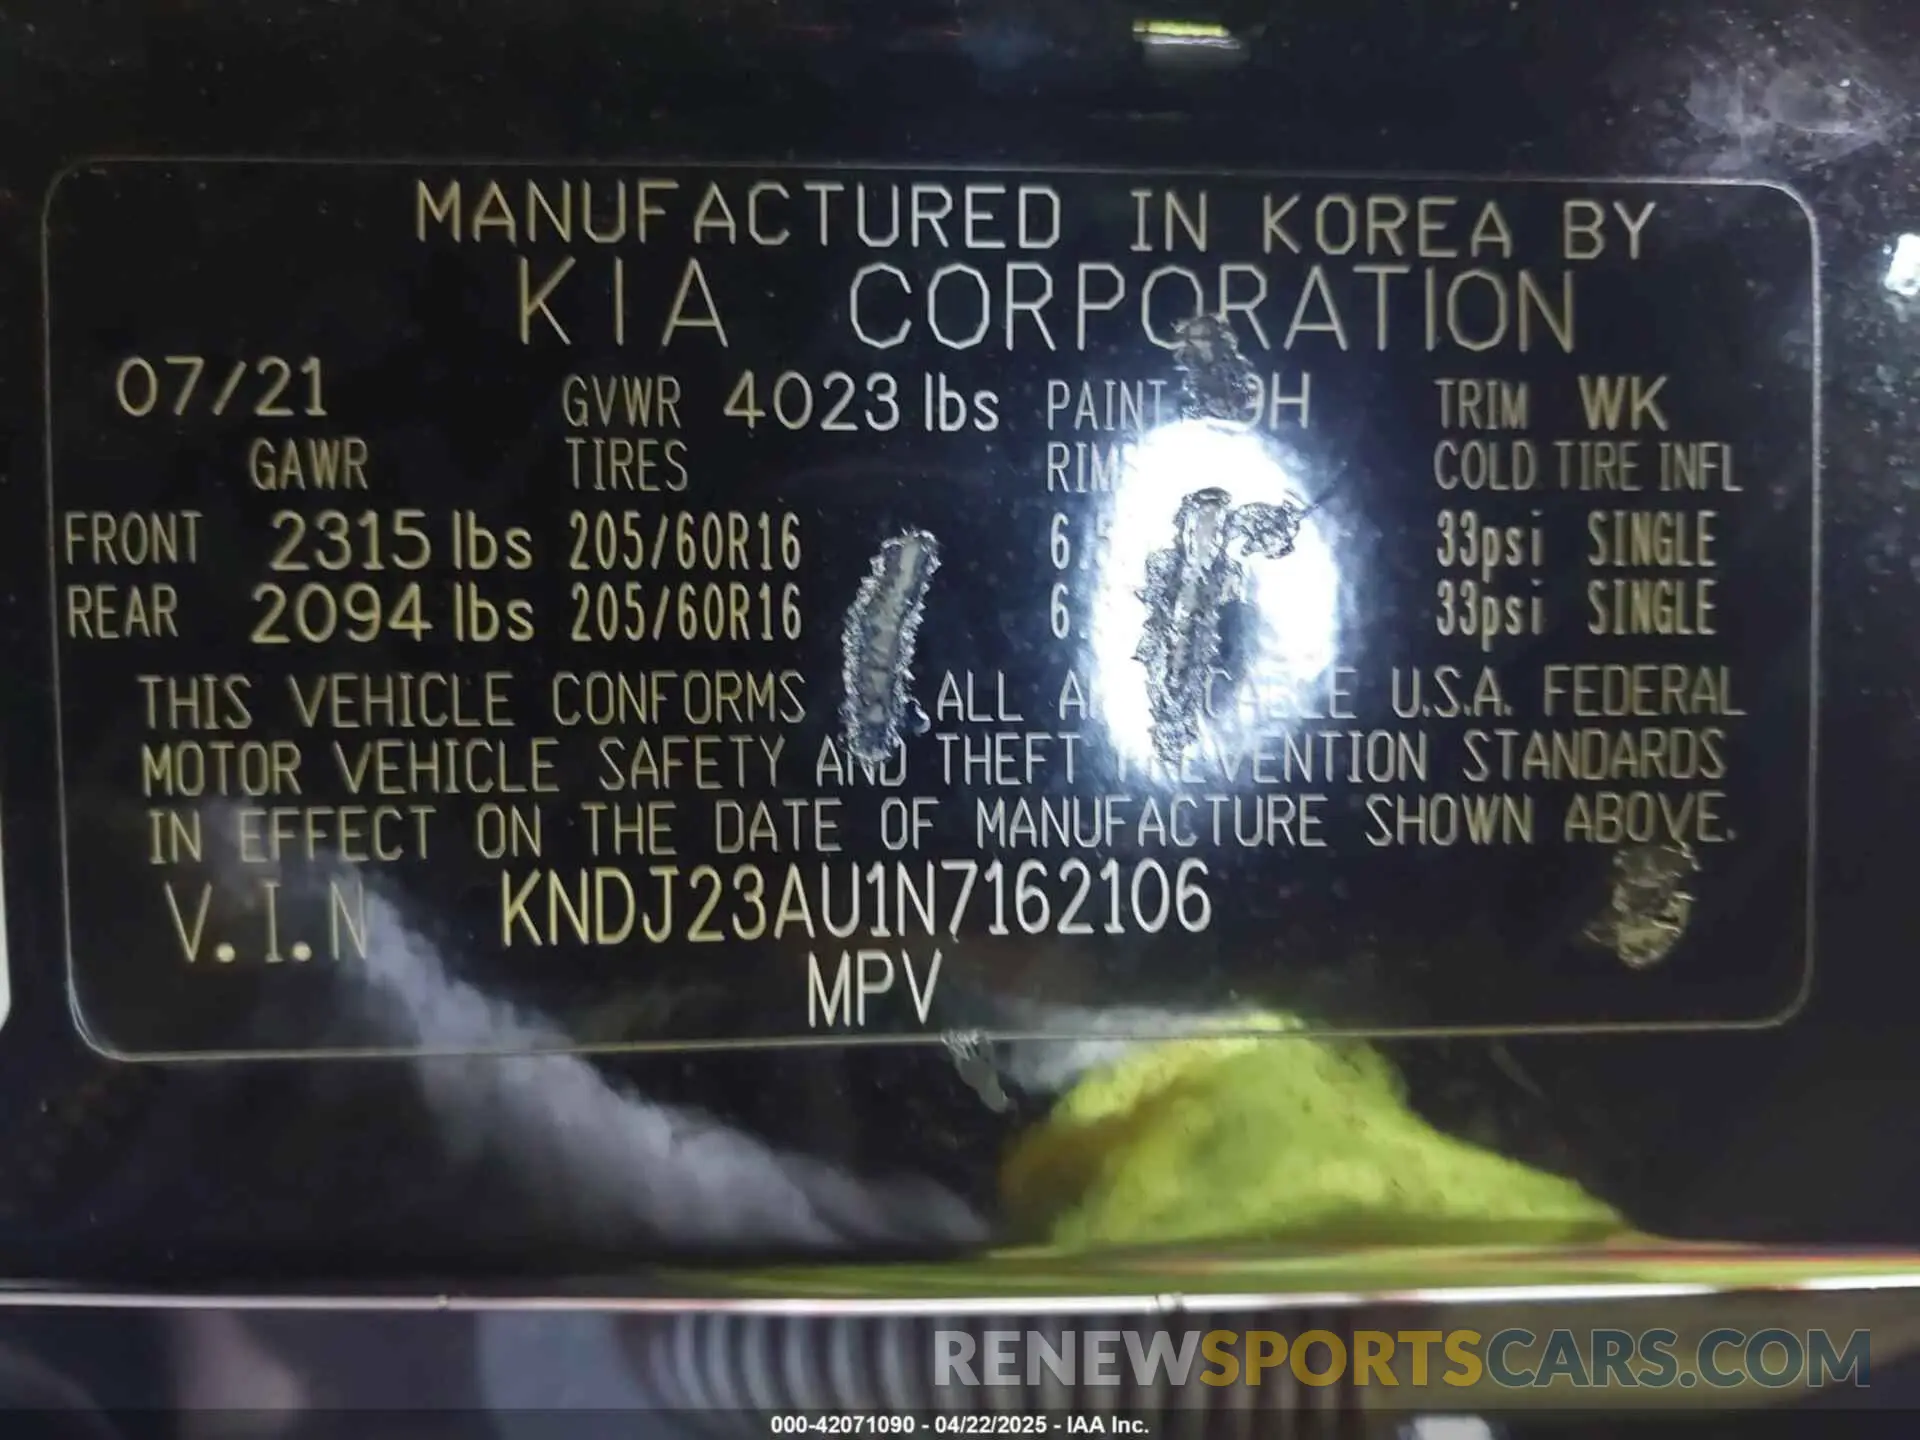 MANUFACTURED IN KOREA BY
KIA CORPORATION
07/21 GVWR 4023 lbs PAINT TRIM WK
GAWR TIRES COLD TIRE INFL
FRONT 2315 lbs 205/60R16 33psi SINGLE
REAR 2094 lbs 205/60R16 33psi SINGLE
THIS VEHICLE CONFORMS ALL U.S.A. FEDERAL
MOTOR VEHICLE SAFETY AND THEFT PREVENTION STANDARDS
IN EFFECT ON THE DATE OF MANUFACTURE SHOWN ABOVE.
V.I.N KNDJ23AU1N7162106
MPV
RENEWSPORTSCARS.COM
000-42071090 - 04/22/2025 - IAA Inc.